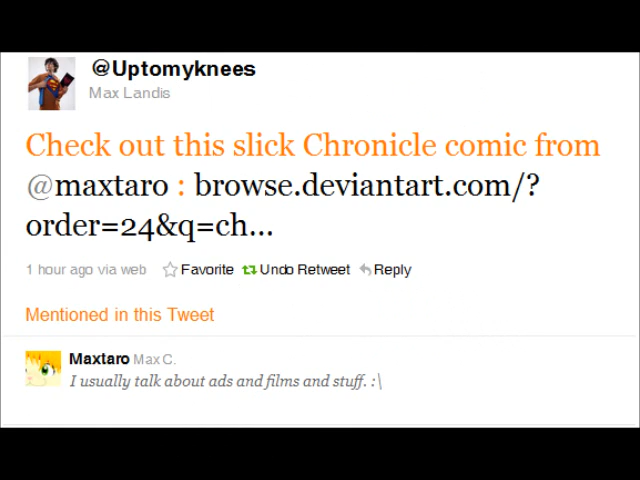 @Uptomyknees
Max Landis
Check out this slick Chronicle comic from
@maxtaro : browse.deviantart.com/?
order=24&q=ch...
1 hour ago via web Favorite Undo Retweet Reply
Mentioned in this Tweet
Maxtaro Max C.
I usually talk about ads and films and stuff. :\